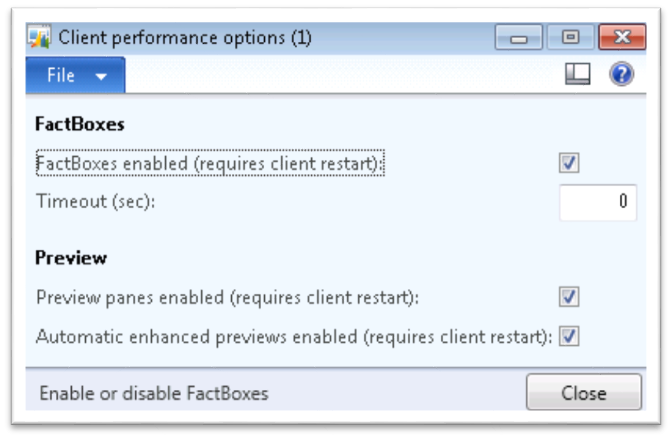 Client performance options (1)
File
FactBoxes
FactBoxes enabled (requires client restart):
Timeout (sec): 0
Preview
Preview panes enabled (requires client restart):
Automatic enhanced previews enabled (requires client restart):
Enable or disable FactBoxes Close